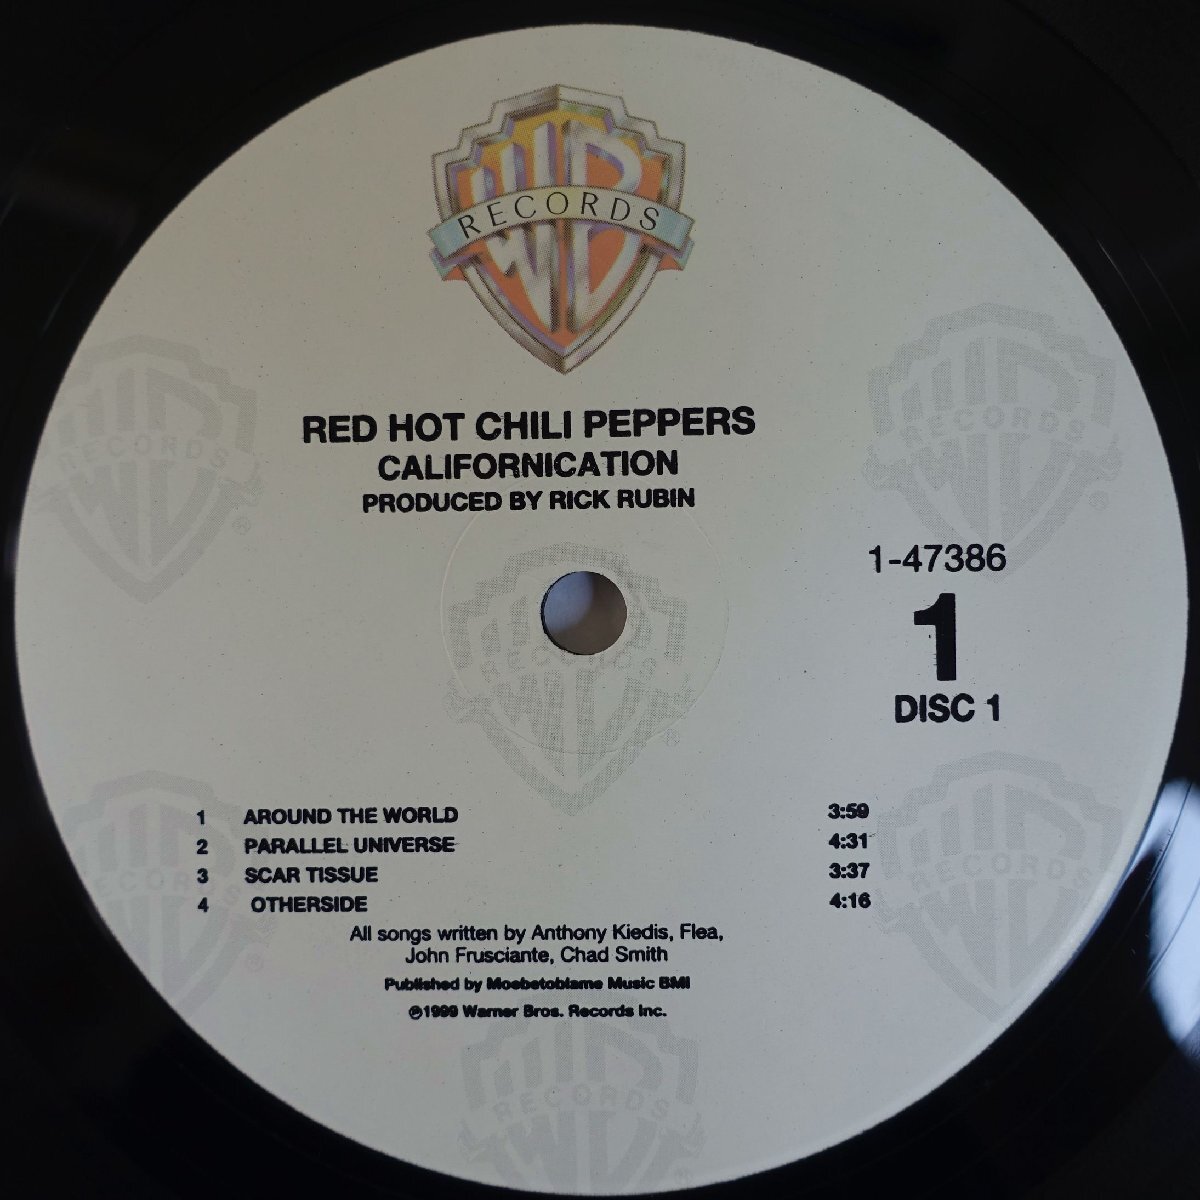 WB
RECORDS
RED HOT CHILI PEPPERS
CALIFORNICATION
PRODUCED BY RICK RUBIN
1-47386
1
DISC 1
1 AROUND THE WORLD 3:59
2 PARALLEL UNIVERSE 4:31
3 SCAR TISSUE 3:37
4 OTHERSIDE 4:16
All songs written by Anthony Kiedis, Flea,
John Frusciante, Chad Smith
Published by Moebetoblame Music BMI
℗1999 Warner Bros. Records Inc.